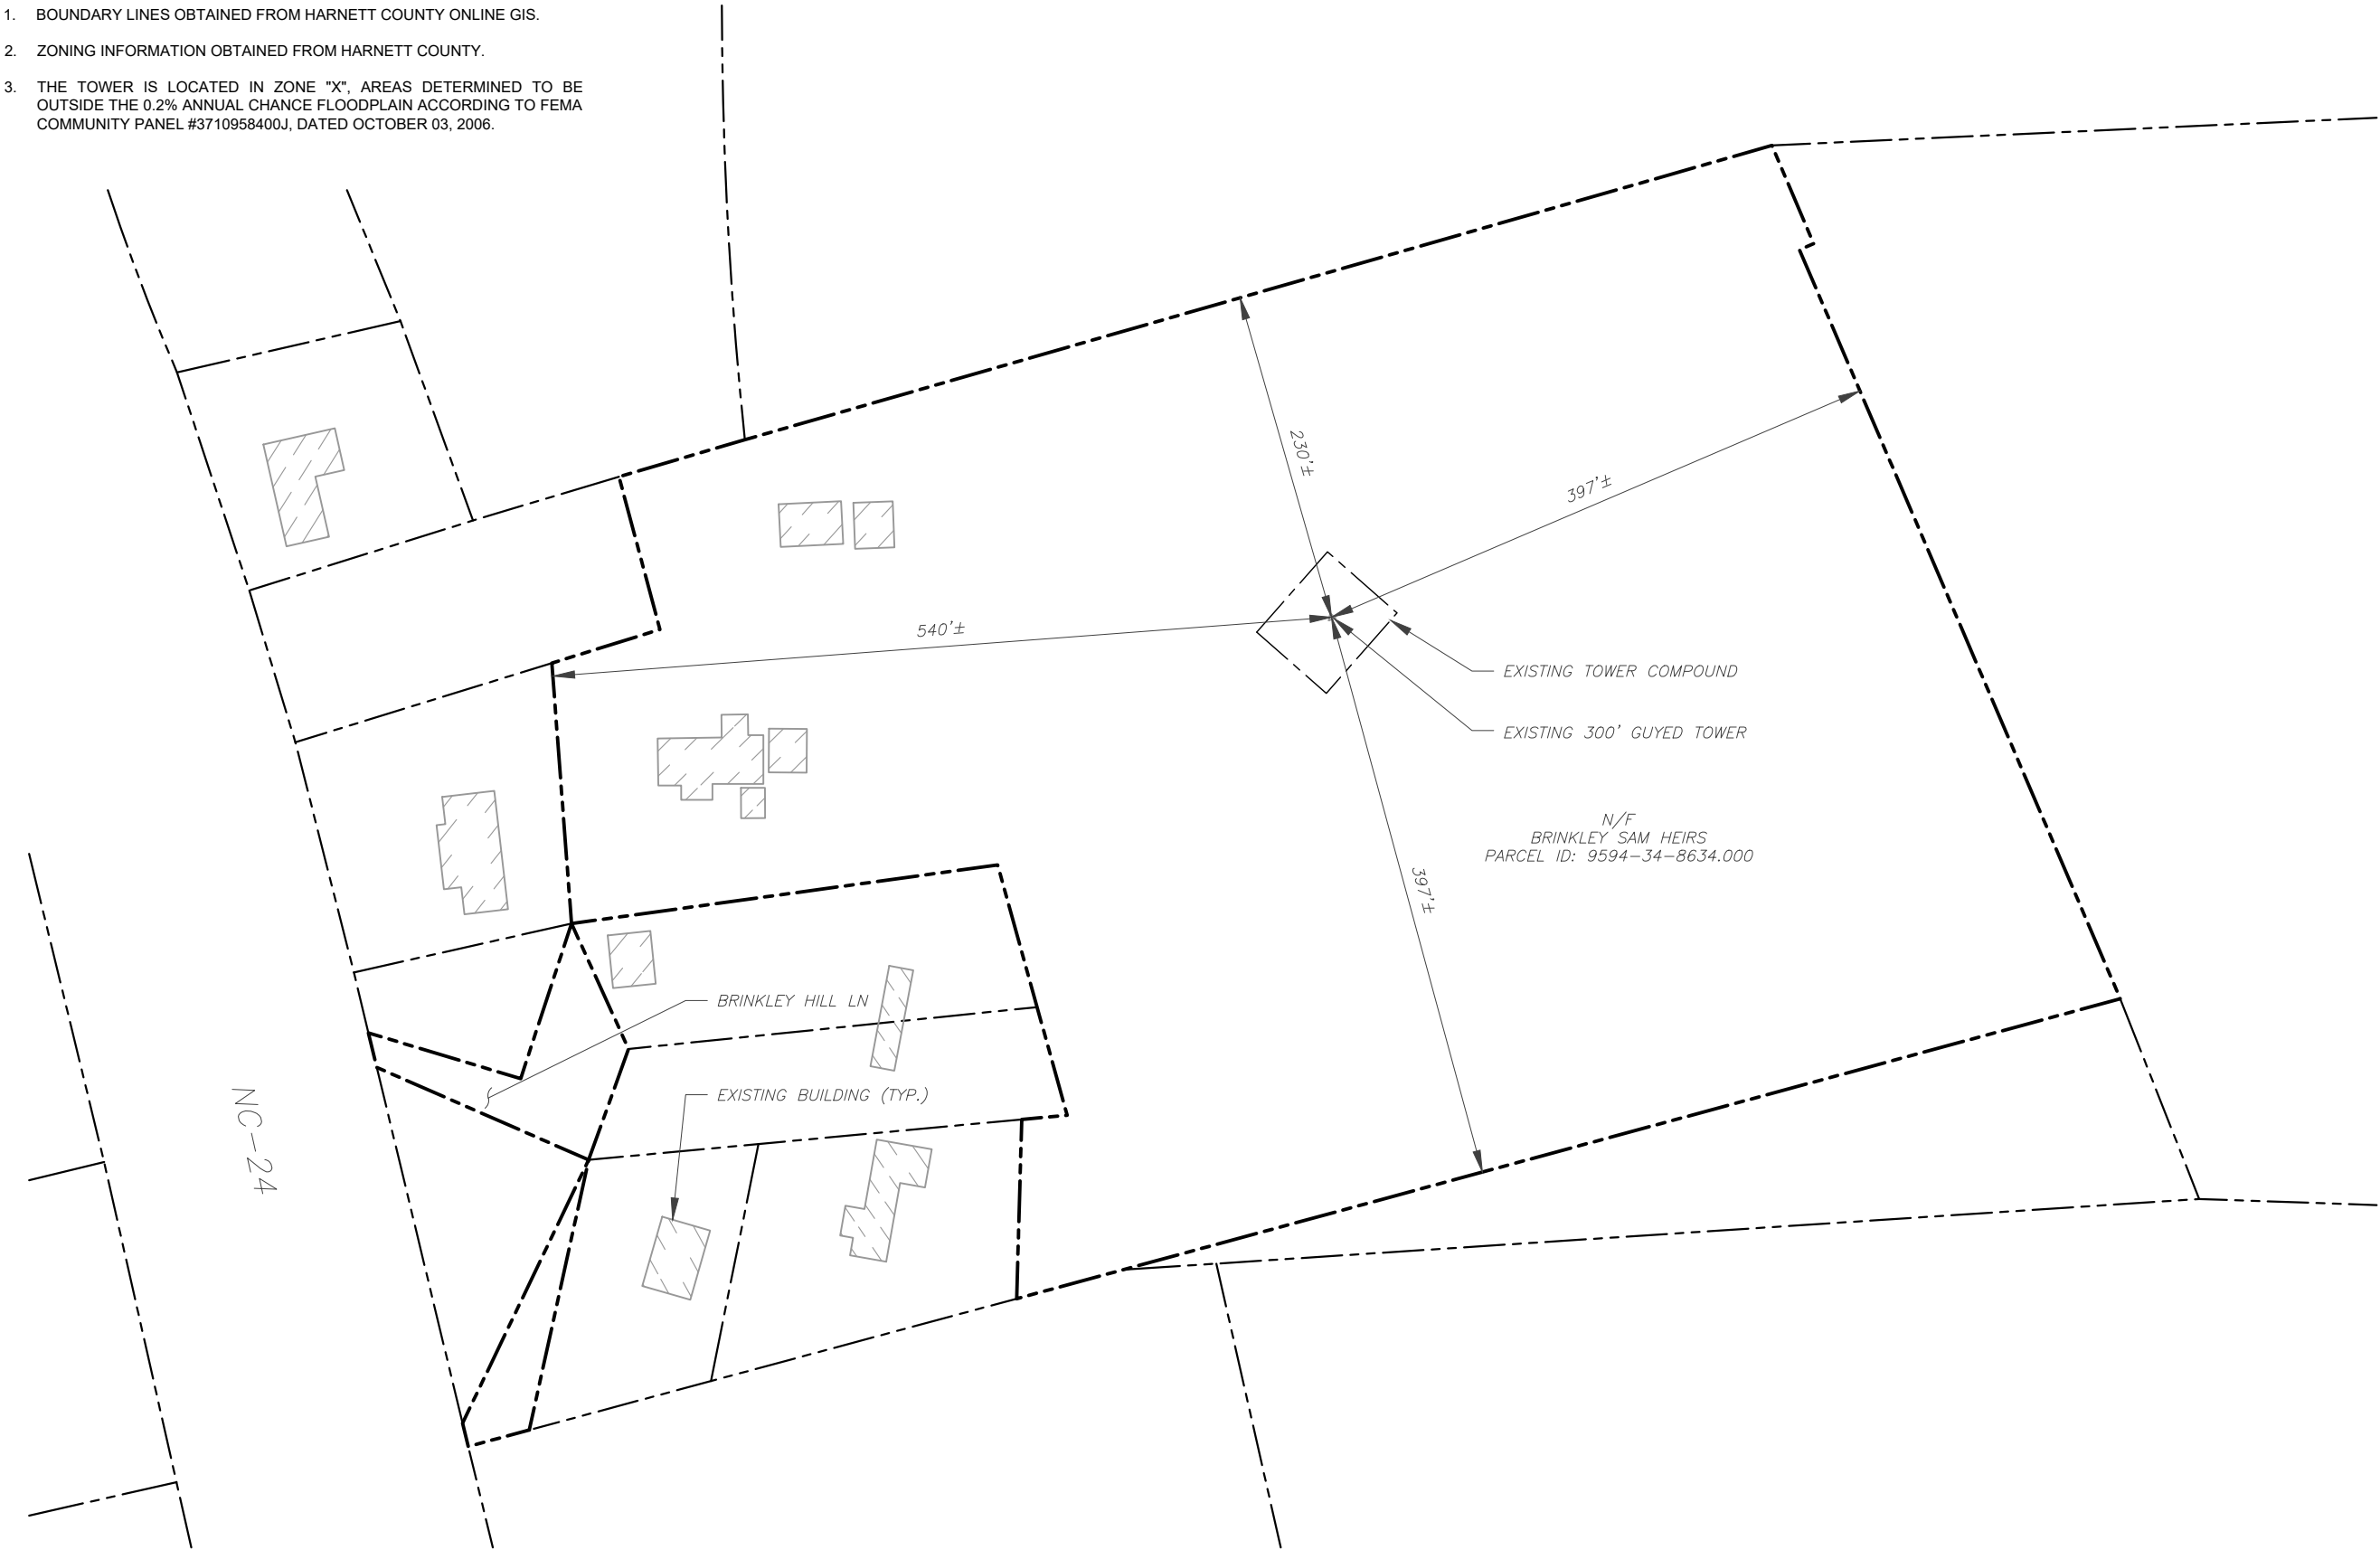 1. BOUNDARY LINES OBTAINED FROM HARNETT COUNTY ONLINE GIS.
2. ZONING INFORMATION OBTAINED FROM HARNETT COUNTY.
3. THE TOWER IS LOCATED IN ZONE "X", AREAS DETERMINED TO BE
OUTSIDE THE 0.2% ANNUAL CHANCE FLOODPLAIN ACCORDING TO FEMA
COMMUNITY PANEL #3710958400J, DATED OCTOBER 03, 2006.
230'±
397'±
540'±
EXISTING TOWER COMPOUND
EXISTING 300' GUYED TOWER
N/F
BRINKLEY SAM HEIRS
PARCEL ID: 9594-34-8634.000
397'±
BRINKLEY HILL LN
EXISTING BUILDING (TYP.)
NC-24